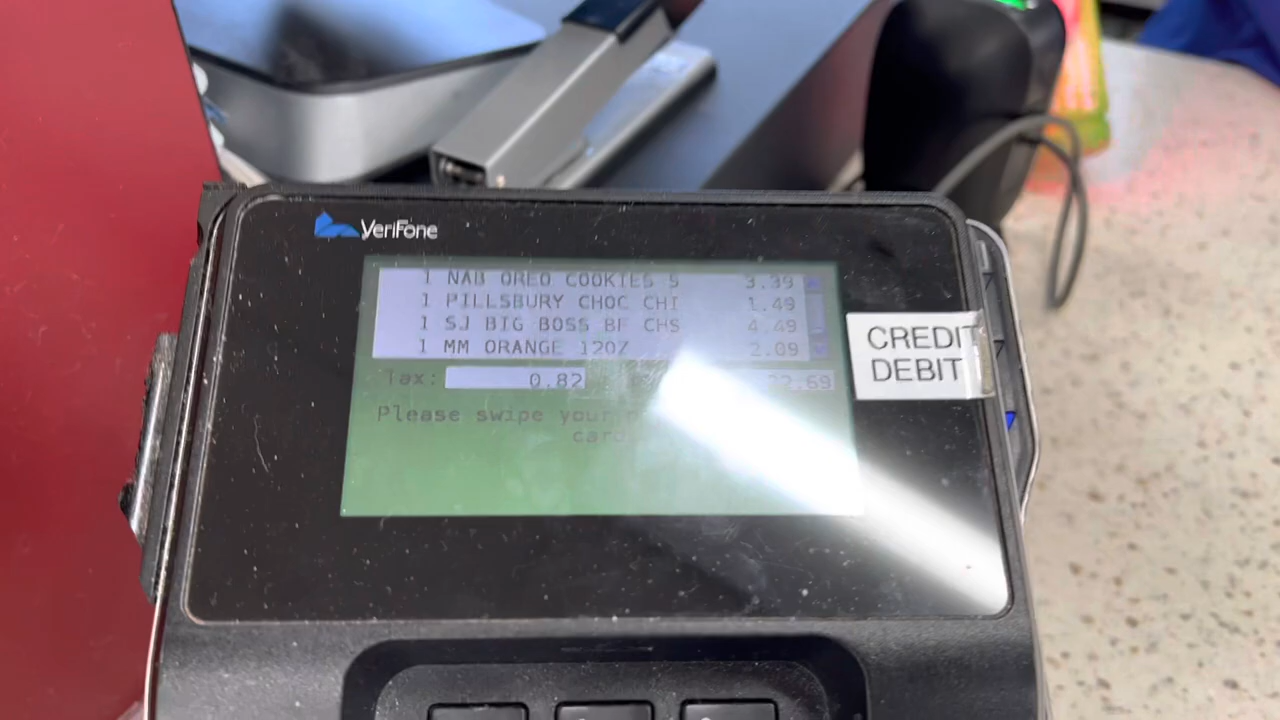 VeriFone
1 NAB OREO COOKIES 5 3.39
1 PILLSBURY CHOC CHI 1.49
1 SJ BIG BOSS BF CHS 4.49
1 MM ORANGE 12OZ 2.09
Tax: 0.82 22.69
Please swipe your
card
CREDIT
DEBIT